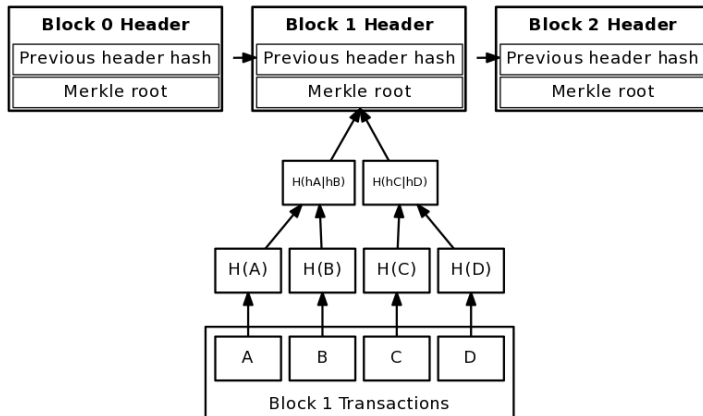 Block 0 Header
Previous header hash
Merkle root
Block 1 Header
Previous header hash
Merkle root
Block 2 Header
Previous header hash
Merkle root
H(hA|hB)
H(hC|hD)
H(A)
H(B)
H(C)
H(D)
A
B
C
D
Block 1 Transactions